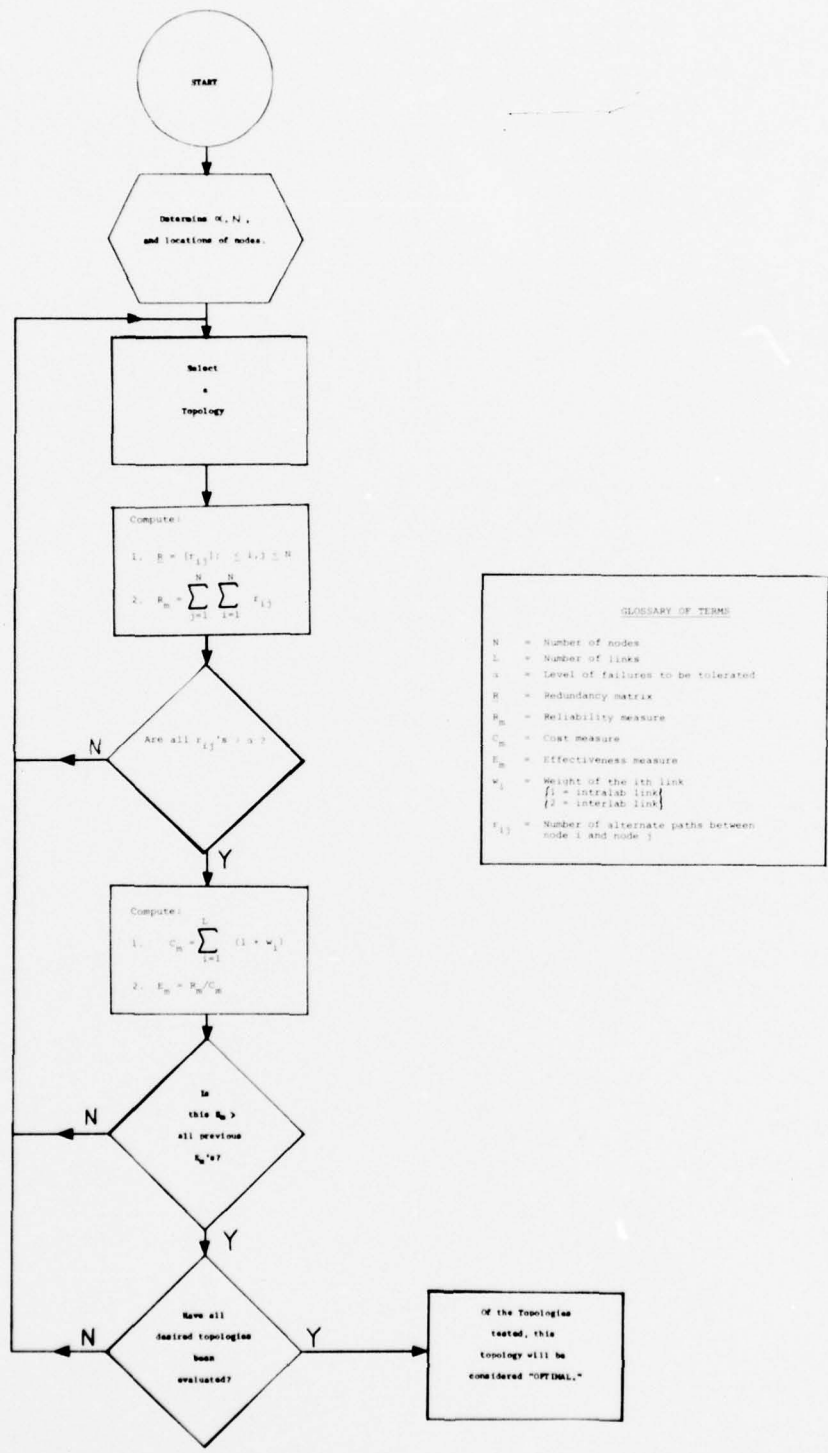 START
Determine α, N,
and locations of nodes.
Select
a
Topology
Compute:
1. R = [r_ij]; ≤ i,j ≤ N
2. R_m = ∑_{j=1}^{N} ∑_{i=1}^{N} r_ij
Are all r_ij's α ?
N
Y
Compute:
1. C_m = ∑_{i=1}^{L} (1 + w_i)
2. E_m = R_m/C_m
Is
this E_m >
all previous
E_m's?
N
Y
Have all
desired topologies
been
evaluated?
N
Y
Of the Topologies
tested, this
topology will be
considered "OPTIMAL."
GLOSSARY OF TERMS
N = Number of nodes
L = Number of links
α = Level of failures to be tolerated
R = Redundancy matrix
R_m = Reliability measure
C_m = Cost measure
E_m = Effectiveness measure
w_i = Weight of the ith link
{1 = intralab link}
{2 = interlab link}
r_ij = Number of alternate paths between
node i and node j